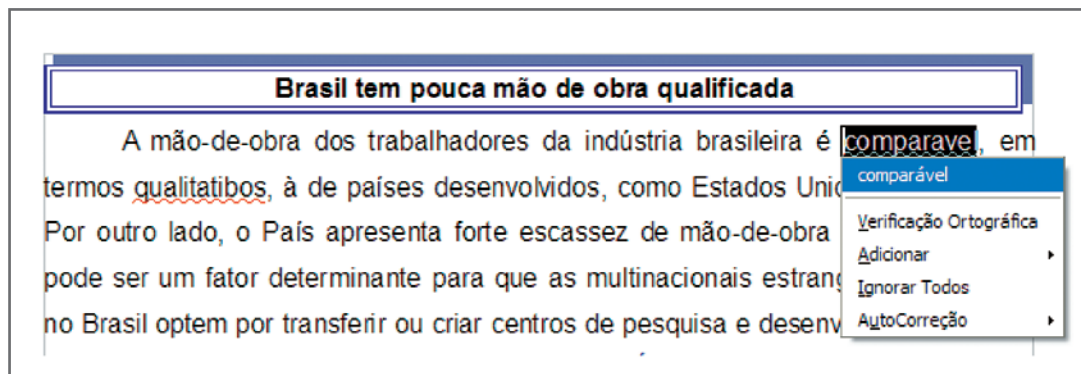 Brasil tem pouca mão de obra qualificada
A mão-de-obra dos trabalhadores da indústria brasileira é comparavel, em
termos qualitatibos, à de países desenvolvidos, como Estados
Por outro lado, o País apresenta forte escassez de mão-de-obra
pode ser um fator determinante para que as multinacionais
no Brasil optem por transferir ou criar centros de pesquisa e
comparável
Verificação Ortográfica
Adicionar
Ignorar Todos
AutoCorreção